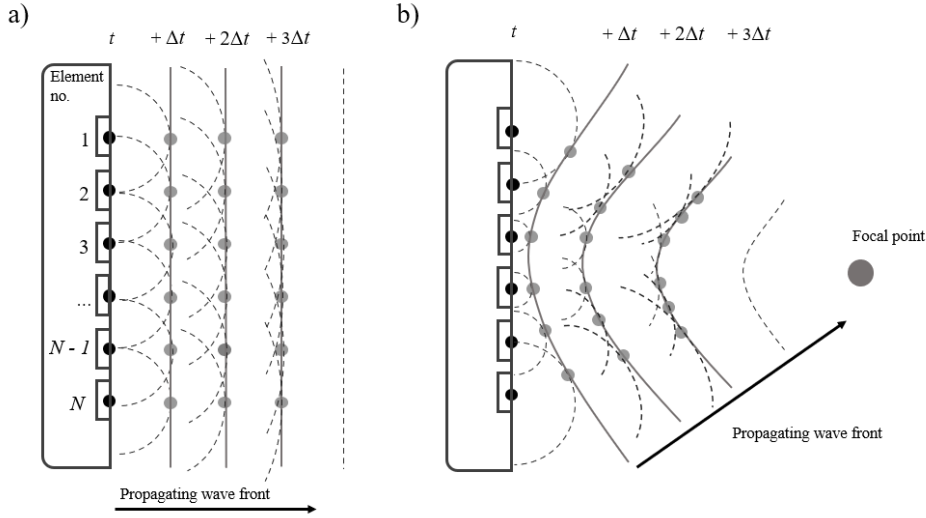 a)
t + Δt + 2Δt + 3Δt
Element
no.
1
2
3
...
N - 1
N
Propagating wave front
b)
t + Δt + 2Δt + 3Δt
Focal point
Propagating wave front